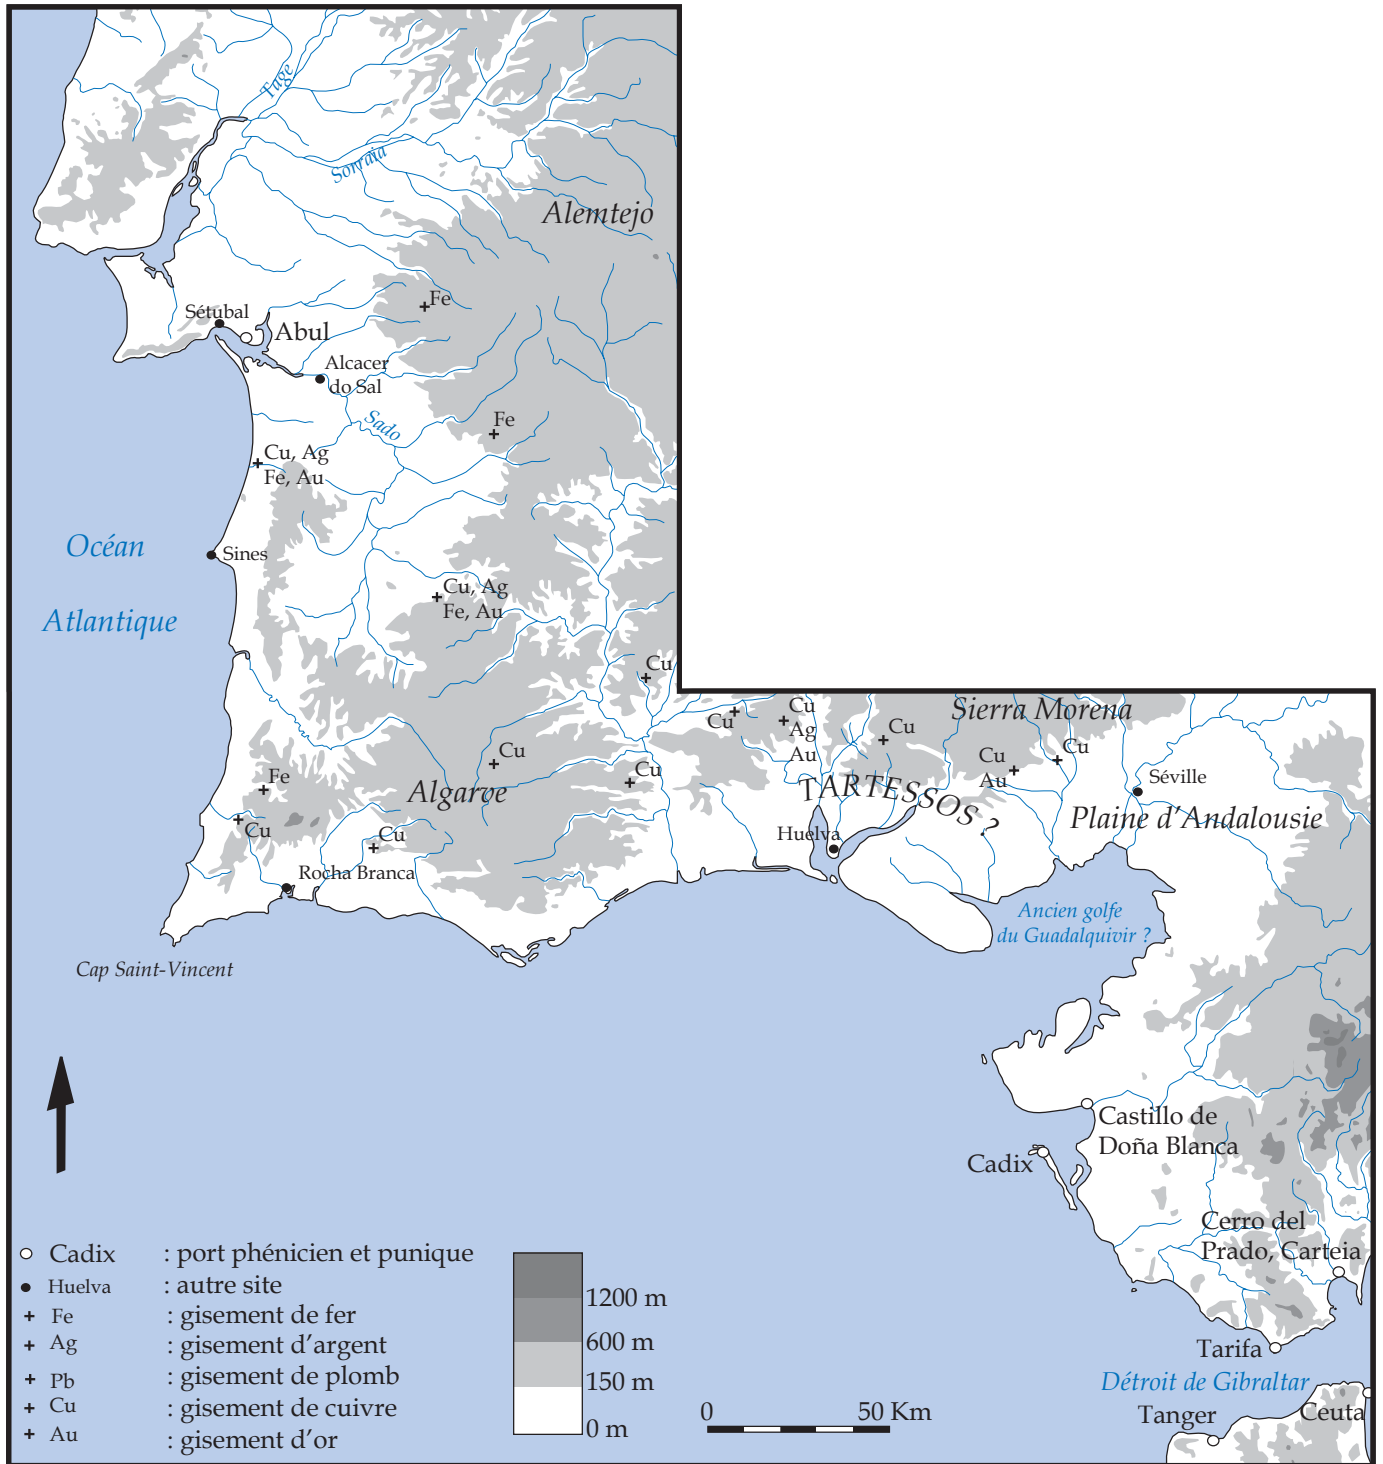 Tage
Sorraia
Alemtejo
Fe
Sétubal
Abul
Alcacer
do Sal
Sado
Fe
Cu, Ag
Fe, Au
Océan
Atlantique
Sines
Cu, Ag
Fe, Au
Cu
Cu
Cu
Ag
Au
Cu
Sierra Morena
Cu
Cu
Au
Séville
Cu
Cu
Fe
Algarve
TARTESSOS ?
Plaine d'Andalousie
Cu
Cu
Huelva
Rocha Branca
Ancien golfe
du Guadalquivir ?
Cap Saint-Vincent
Castillo de
Doña Blanca
Cadix
Cerro del
Prado, Carteia
Tarifa
Détroit de Gibraltar
Tanger
Ceuta
Cadix : port phénicien et punique
Huelva : autre site
Fe : gisement de fer
Ag : gisement d'argent
Pb : gisement de plomb
Cu : gisement de cuivre
Au : gisement d'or
1200 m
600 m
150 m
0 m
0 50 Km